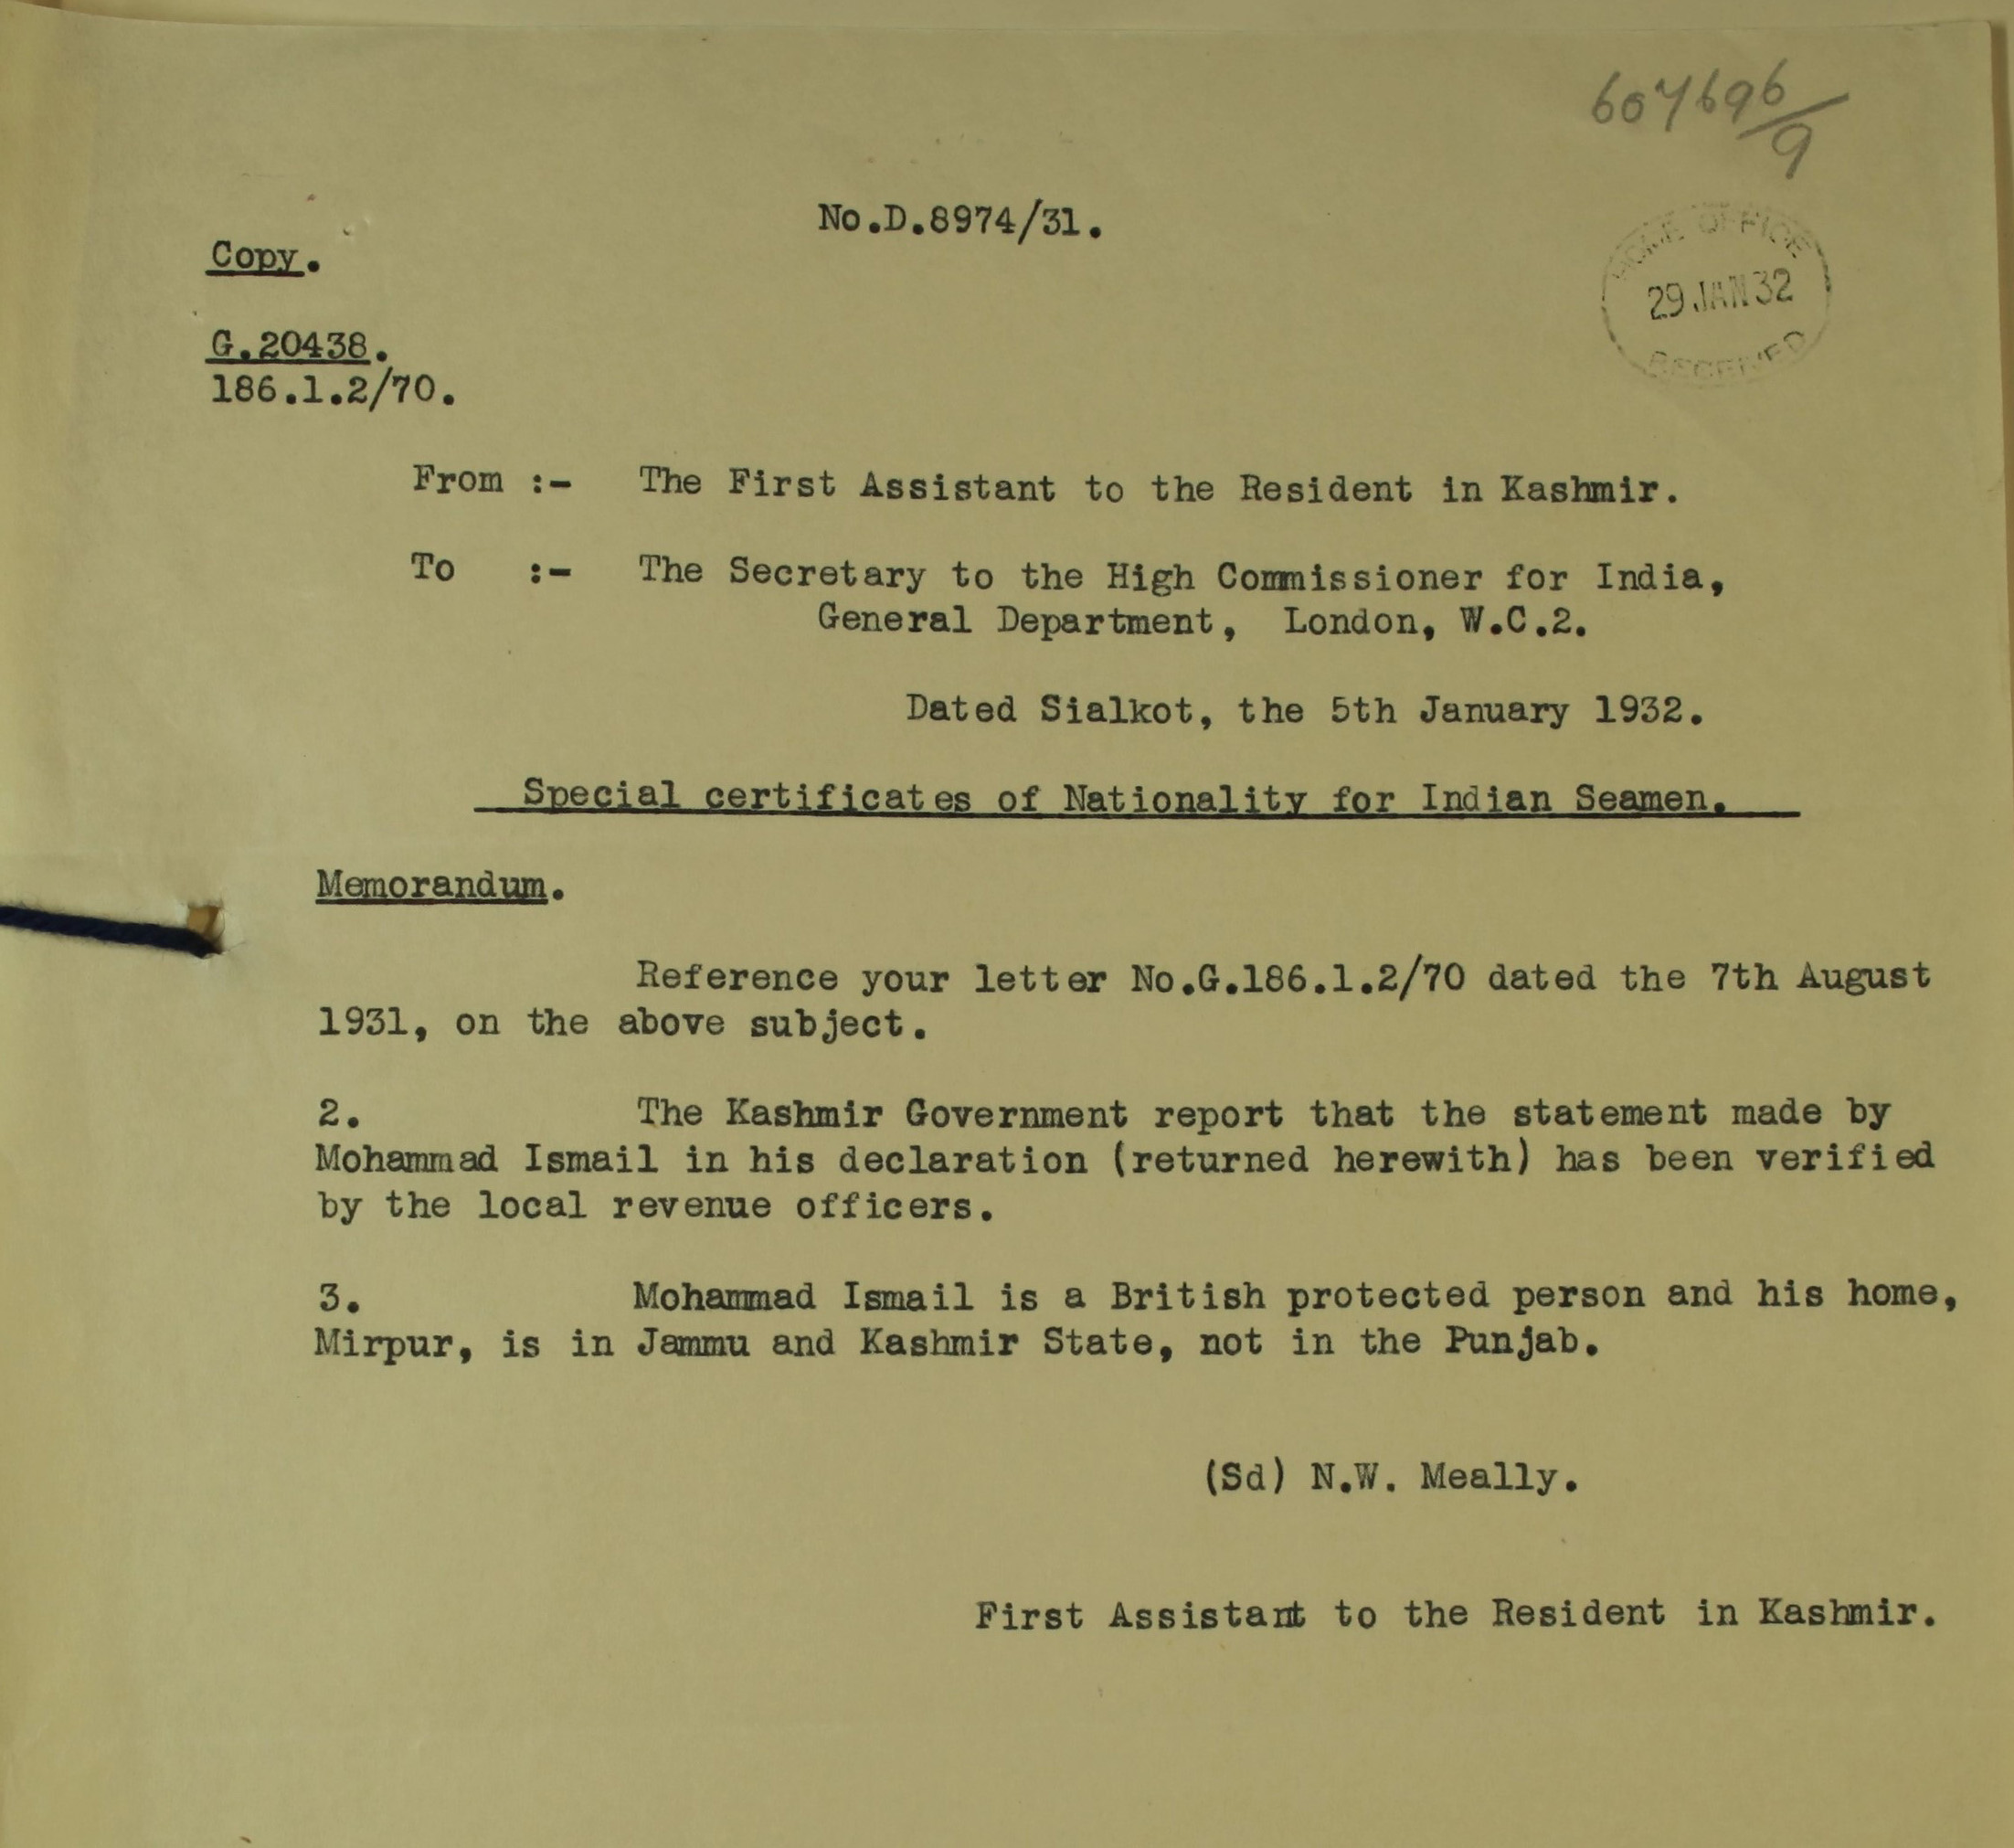 607696/9
No.D.8974/31.
Copy.
HOME OFFICE
29 JAN 32
RECEIVED
G.20438.
186.1.2/70.
From :- The First Assistant to the Resident in Kashmir.
To :- The Secretary to the High Commissioner for India,
General Department, London, W.C.2.
Dated Sialkot, the 5th January 1932.
Special certificates of Nationality for Indian Seamen.
Memorandum.
Reference your letter No.G.186.1.2/70 dated the 7th August
1931, on the above subject.
2. The Kashmir Government report that the statement made by
Mohammad Ismail in his declaration (returned herewith) has been verified
by the local revenue officers.
3. Mohammad Ismail is a British protected person and his home,
Mirpur, is in Jammu and Kashmir State, not in the Punjab.
(Sd) N.W. Meally.
First Assistant to the Resident in Kashmir.